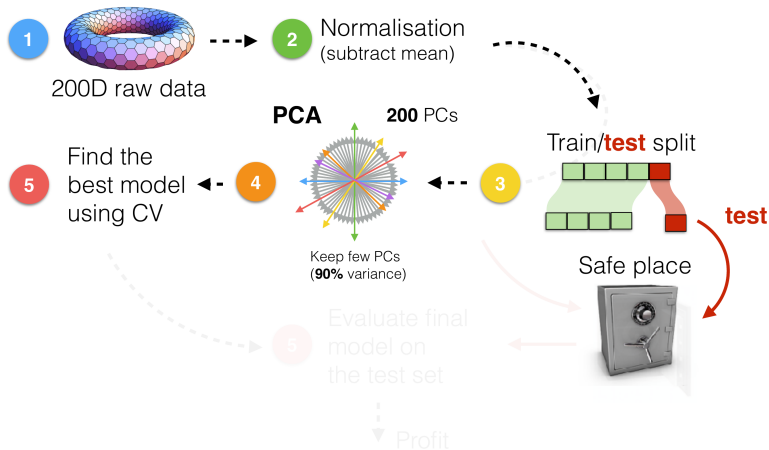 1
200D raw data
2
Normalisation
(subtract mean)
3
Train/test split
test
Safe place
PCA
200 PCs
4
Keep few PCs
(90% variance)
5
Find the
best model
using CV
5
Evaluate final
model on
the test set
Profit